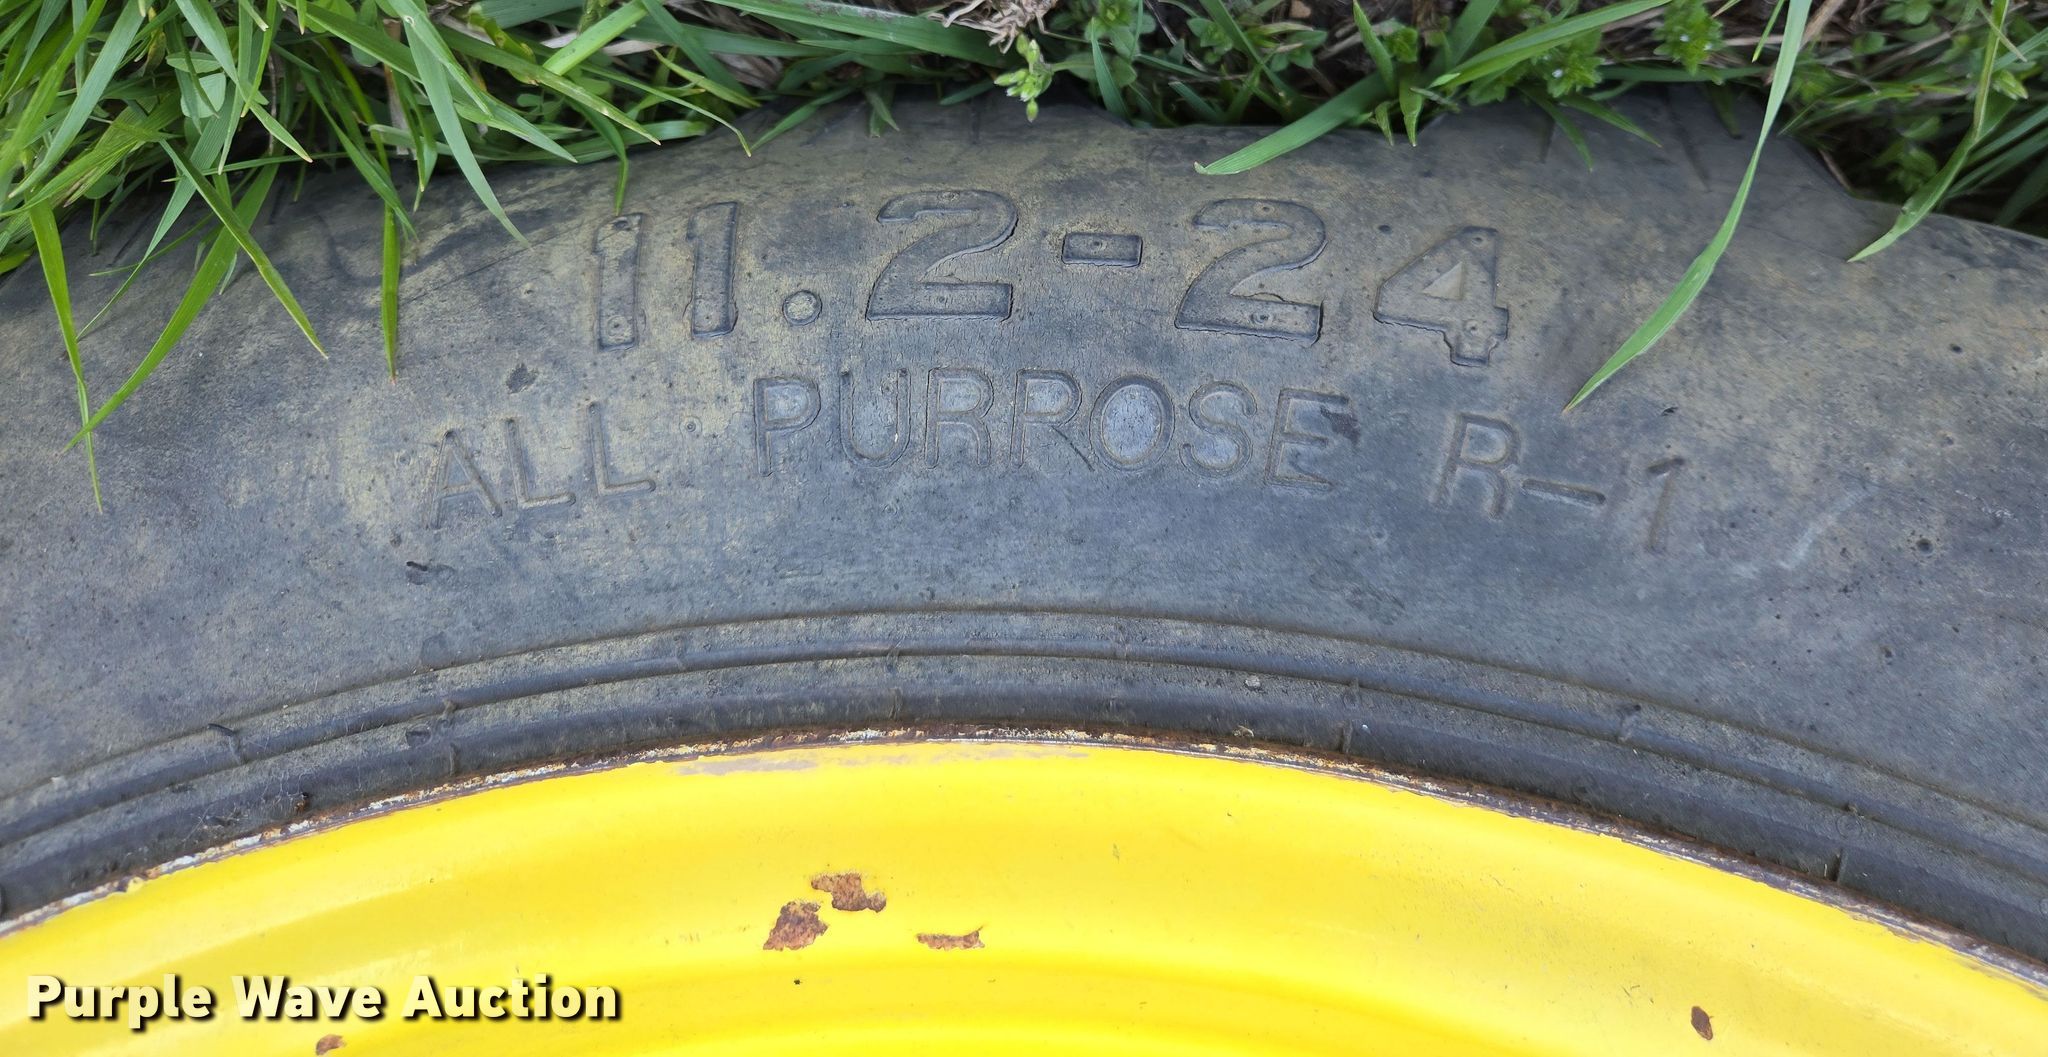 11.2-24
ALL PURROSE R-1
Purple Wave Auction